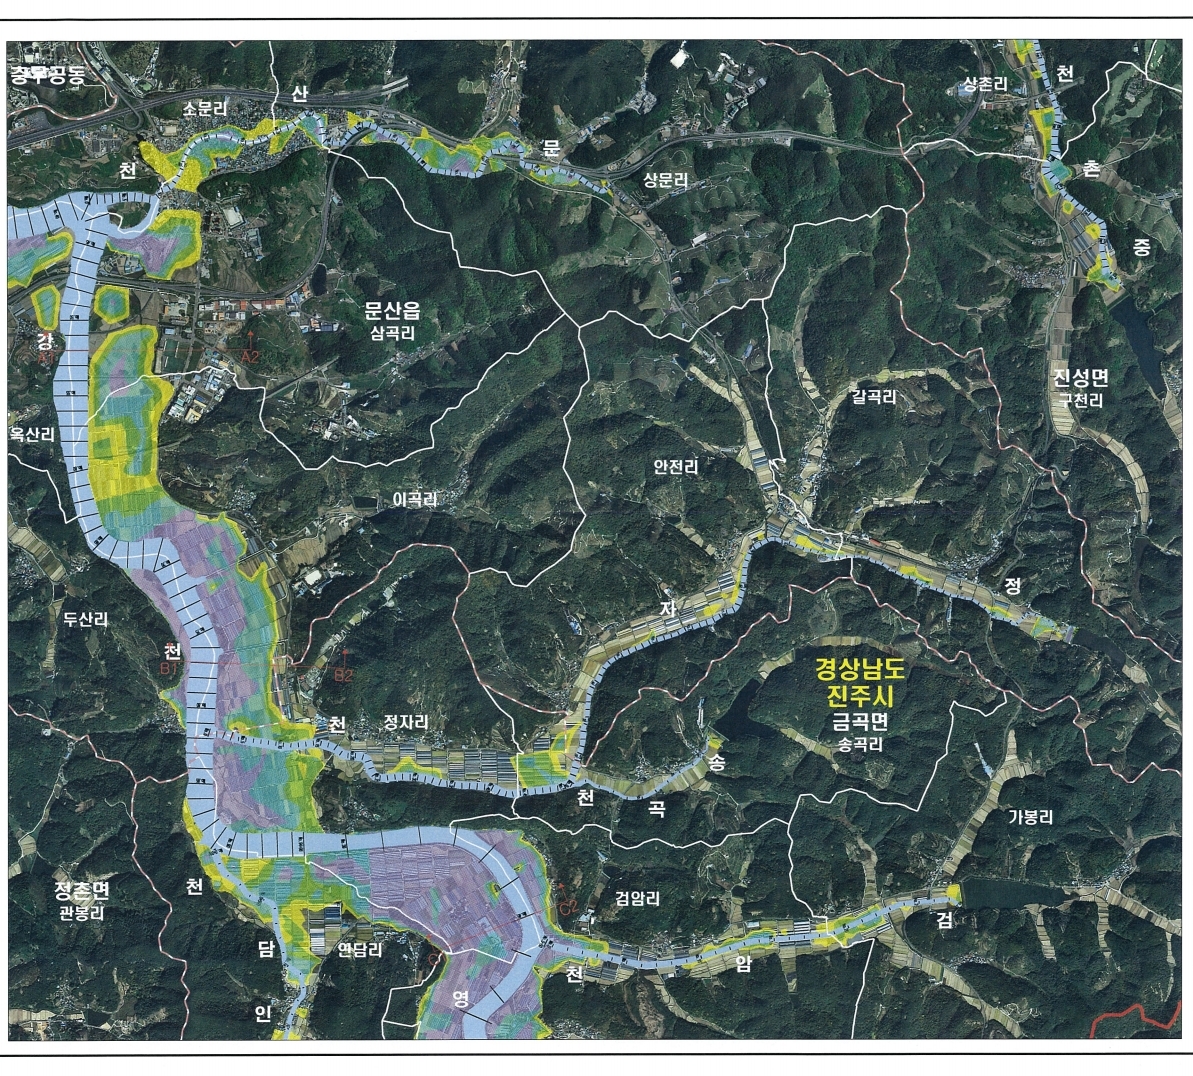 충무공동
소문리
산
천
문
상문리
상촌리
천
촌
중
문산읍
삼곡리
강
A1
A2
진성면
구천리
갈곡리
옥산리
안전리
이곡리
두산리
자
정
천
B1
B2
경상남도
진주시
금곡면
송곡리
천
정자리
송
천
곡
가봉리
정촌면
관봉리
천
검암리
C2
검
담
연담리
천
암
C
영
인